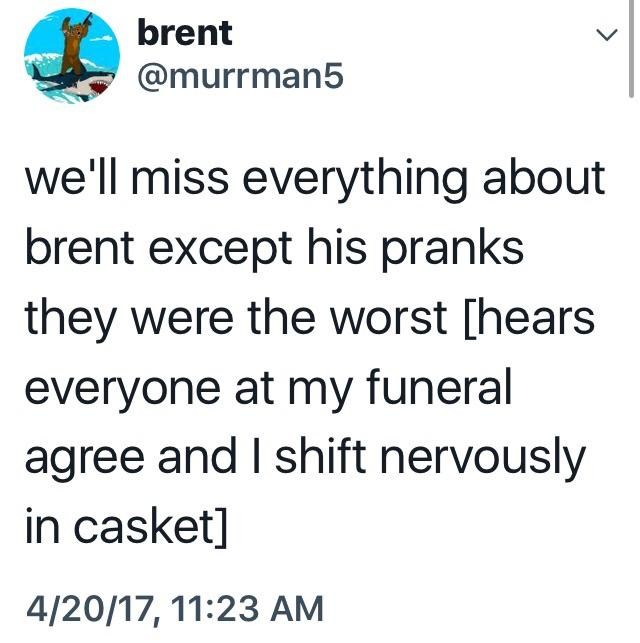 brent
@murrman5
we'll miss everything about
brent except his pranks
they were the worst [hears
everyone at my funeral
agree and I shift nervously
in casket]
4/20/17, 11:23 AM